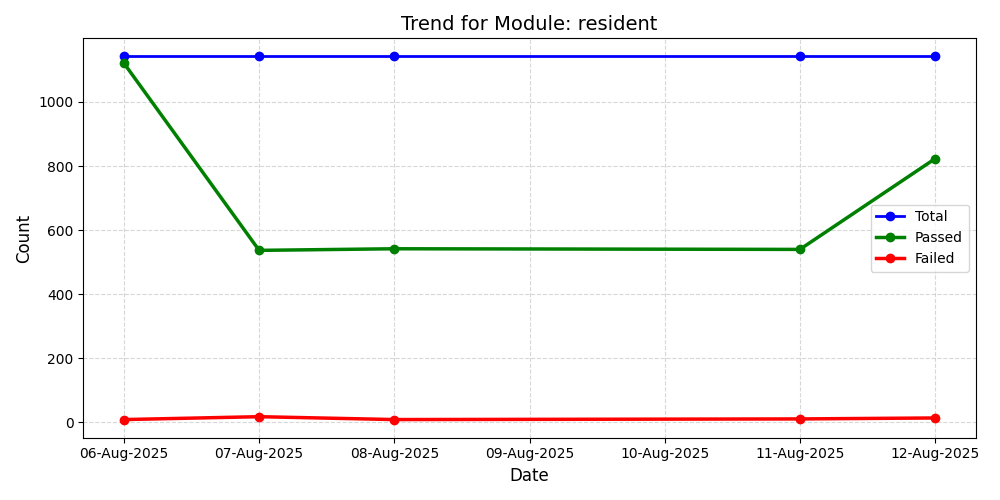 Trend for Module: resident
Count
1000
800
600
400
200
0
Total
Passed
Failed
06-Aug-2025 07-Aug-2025 08-Aug-2025 09-Aug-2025 10-Aug-2025 11-Aug-2025 12-Aug-2025
Date